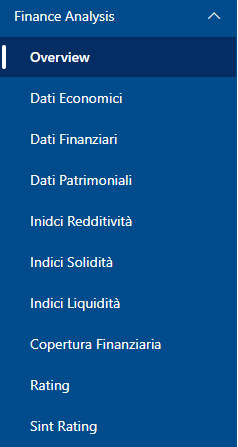 Finance Analysis
Overview
Dati Economici
Dati Finanziari
Dati Patrimoniali
Inidci Redditività
Indici Solidità
Indici Liquidità
Copertura Finanziaria
Rating
Sint Rating